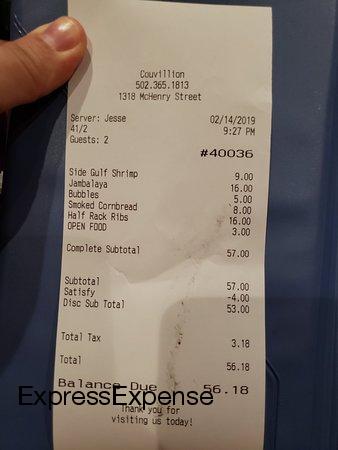 Couvillion
502.365.1813
1318 McHenry Street
Server: Jesse 02/14/2019
41/2 9:27 PM
Guests: 2
#40036
Side Gulf Shrimp 9.00
Jambalaya 16.00
Bubbles 5.00
Smoked Cornbread 8.00
Half Rack Ribs 16.00
OPEN FOOD 3.00
Complete Subtotal 57.00
Subtotal 57.00
Satisfy -4.00
Disc Sub Total 53.00
Total Tax 3.18
Total 56.18
Balance Due 56.18
ExpressExpense
Thank you for
visiting us today!